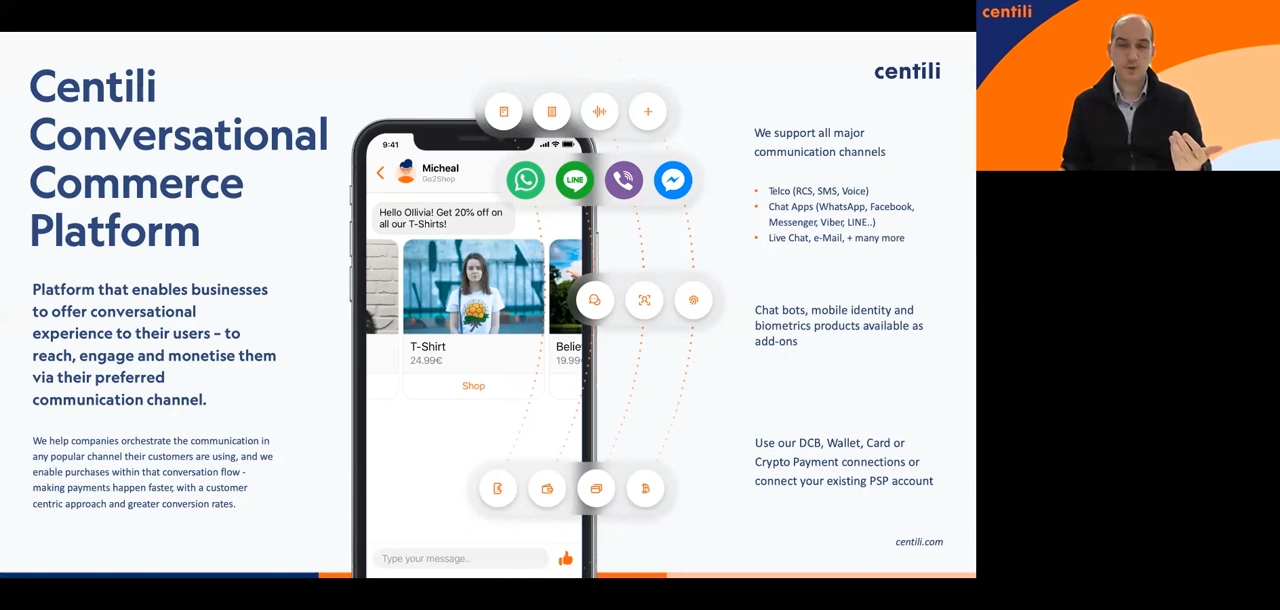 Centili
Conversational
Commerce
Platform
Platform that enables businesses
to offer conversational
experience to their users - to
reach, engage and monetise them
via their preferred
communication channel.
We help companies orchestrate the communication in
any popular channel their customers are using, and we
enable purchases within that conversation flow -
making payments happen faster, with a customer
centric approach and greater conversion rates.
9:41
Micheal
Go2Shop
LINE
Hello Ollivia! Get 20% off on
all our T-Shirts!
T-Shirt
24.99€
Shop
Belie
19.99
Type your message..
centili
We support all major
communication channels
• Telco (RCS, SMS, Voice)
• Chat Apps (WhatsApp, Facebook,
Messenger, Viber, LINE..)
• Live Chat, e-Mail, + many more
Chat bots, mobile identity and
biometrics products available as
add-ons
Use our DCB, Wallet, Card or
Crypto Payment connections or
connect your existing PSP account
centili.com
centili